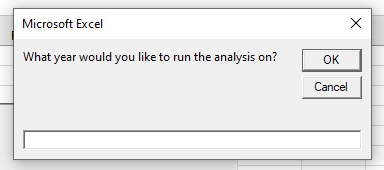 Microsoft Excel
What year would you like to run the analysis on?
OK
Cancel